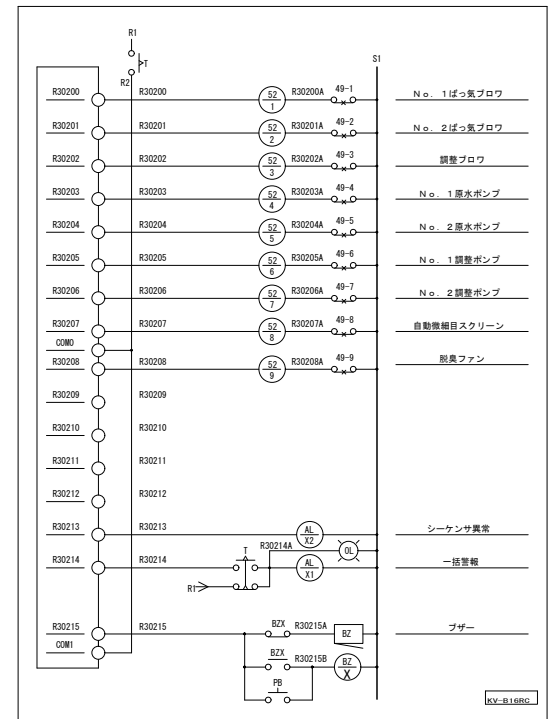 R1
T
S1
R2
R30200 R30200 52 1 R30200A 49-1 No. 1ばっ気ブロワ
R30201 R30201 52 2 R30201A 49-2 No. 2ばっ気ブロワ
R30202 R30202 52 3 R30202A 49-3 調整ブロワ
R30203 R30203 52 4 R30203A 49-4 No. 1原水ポンプ
R30204 R30204 52 5 R30204A 49-5 No. 2原水ポンプ
R30205 R30205 52 6 R30205A 49-6 No. 1調整ポンプ
R30206 R30206 52 7 R30206A 49-7 No. 2調整ポンプ
R30207 R30207 52 8 R30207A 49-8 自動微細目スクリーン
COM0
R30208 R30208 52 9 R30208A 49-9 脱臭ファン
R30209 R30209
R30210 R30210
R30211 R30211
R30212 R30212
R30213 R30213 AL X2 シーケンサ異常
T R30214A OL
R30214 R30214 AL X1 一括警報
R1
R30215 R30215 BZX R30215A BZ ブザー
COM1
BZX R30215B BZ X
PB
KV-B16RC